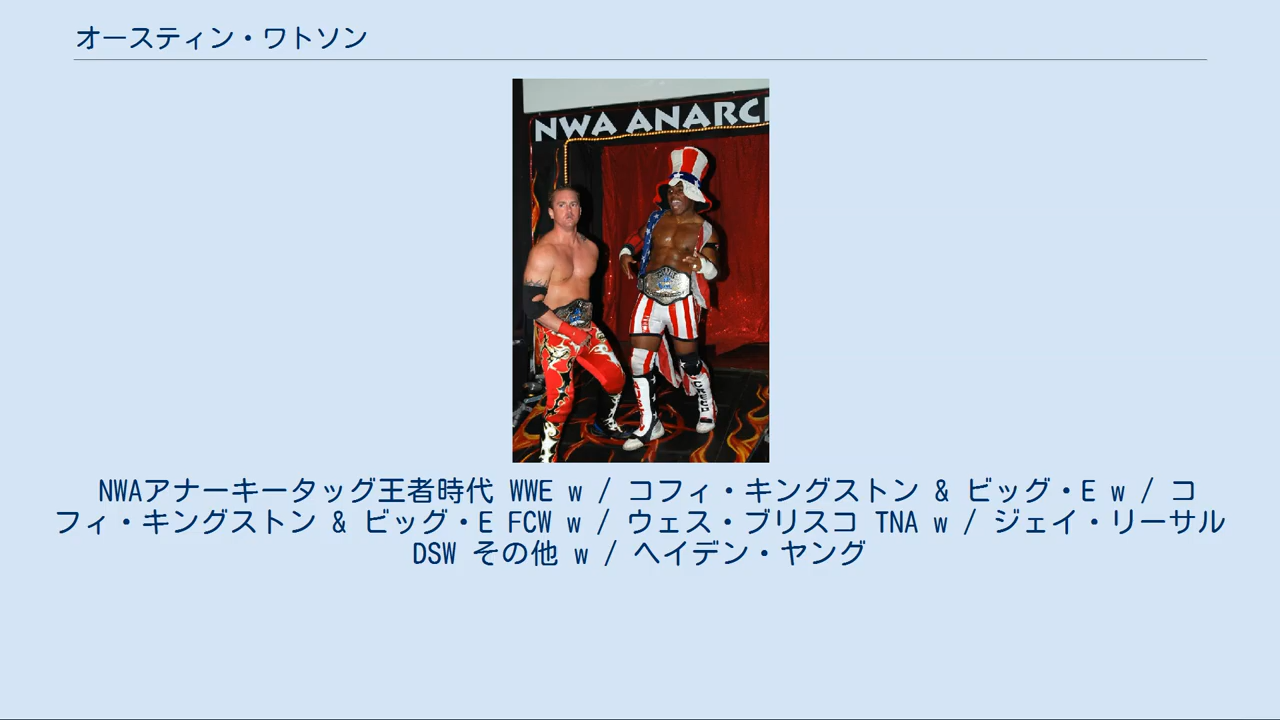 オースティン・ワトソン
NWA ANARC
NWAアナーキータッグ王者時代 WWE w / コフィ・キングストン & ビッグ・E w / コ
フィ・キングストン & ビッグ・E FCW w / ウェス・ブリスコ TNA w / ジェイ・リーサル
DSW その他 w / ヘイデン・ヤング